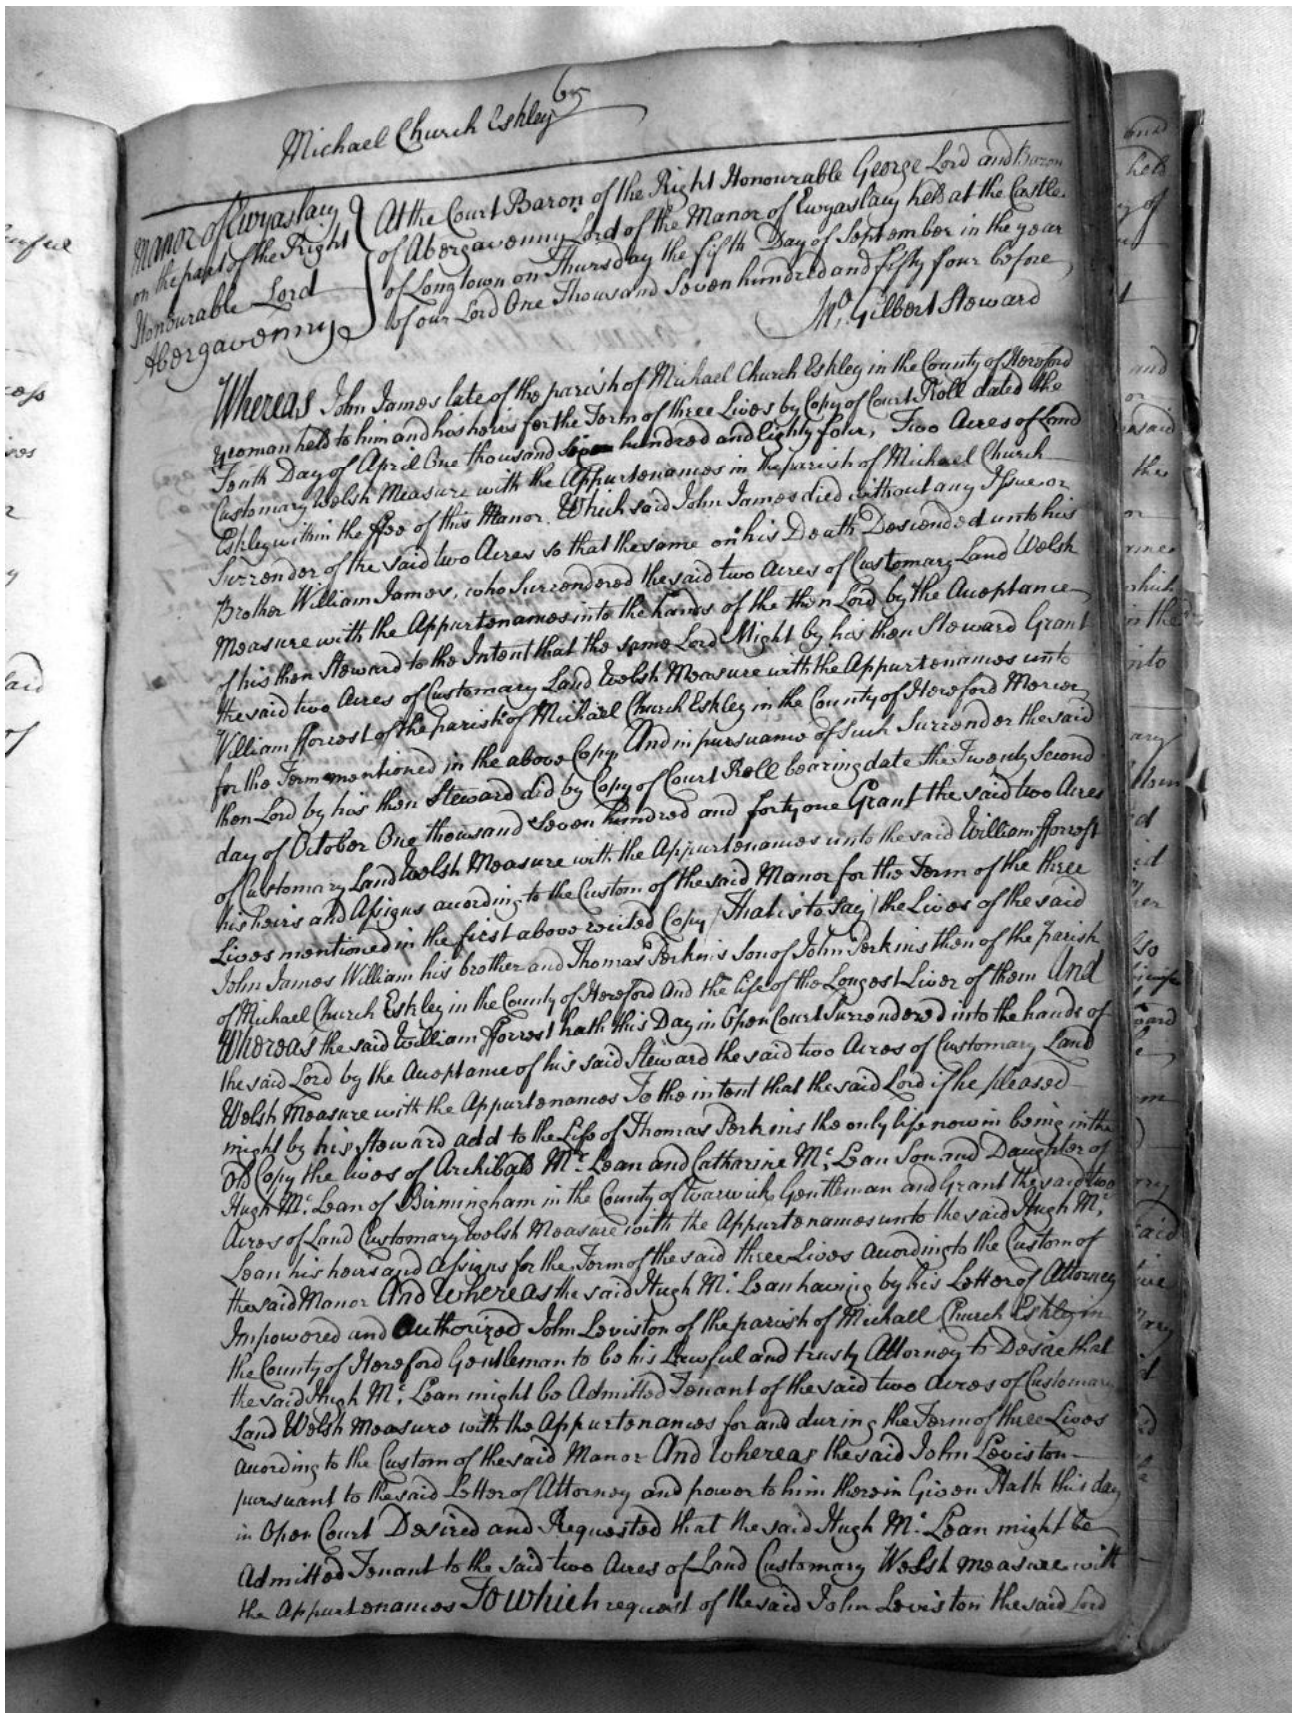 Michael Church Eskley
Manor of Ewyaslacy
on the part of the Right
Honourable Lord
Abergavenny
At the Court Baron of the Right Honourable George Lord and Baron
of Abergavenny Lord of the Manor of Ewyaslacy held at the Castle
of Longtown on Thursday the fifth Day of September in the year
of our Lord One Thousand Seven hundred and fifty four before
Gilbert Steward
Whereas John James late of the parish of Michael Church Eskley in the County of Hereford
yeoman held to him and his heirs for the Term of three Lives by Copy of Court Roll dated the
Tenth Day of April One thousand hundred and Eighty four, Two Acres of Land
Customary Welsh Measure with the Appurtenances in the parish of Michael Church
Eskley within the ffee of this Manor. Which said John James died without any Issue or
Surrender of the said two Acres so that the same on his Death Descended unto his
Brother William James, who Surrendered the said two Acres of Customary Land Welsh
Measure with the Appurtenances into the hands of the then Lord by the Acceptance
of his then Steward to the Intent that the same Lord Might by his then Steward Grant
the said two Acres of Customary Land Welsh Measure with the Appurtenances unto
William fforrest of the parish of Michael Church Eskley in the County of Hereford Mercer
for the Term mentioned in the above Copy And in pursuance of such Surrender the said
then Lord by his then Steward did by Copy of Court Roll bearing date the Twenty Second
day of October One thousand Seven hundred and forty one Grant the said two Acres
of Customary Land Welsh Measure with the Appurtenances unto the said William fforrest
his heirs and Assigns according to the Custom of the said Manor for the Term of the three
Lives mentioned in the first above recited Copy (That is to say) the Lives of the said
John James William his brother and Thomas Perkins Son of John Perkins then of the parish
of Michael Church Eskley in the County of Hereford And the life of the Longest Liver of them And
Whereas the said William fforrest hath this Day in Open Court Surrendered into the hands of
the said Lord by the Acceptance of his said Steward the said two Acres of Customary Land
Welsh Measure with the Appurtenances To the intent that the said Lord if he pleased
might by his Steward add to the Life of Thomas Perkins the only life now in being in the
old Copy the lives of Archibald Mc. Lean and Catharine Mc. Lean Son and Daughter of
Hugh Mc. Lean of Birmingham in the County of Warwick Gentleman and Grant the said two
Acres of Land Customary Welsh Measure with the Appurtenances unto the said Hugh Mc.
Lean his heirs and Assigns for the Term of the said three Lives according to the Custom of
the said Manor And Whereas the said Hugh Mc. Lean having by his Letter of Attorney
Impowered and Authorized John Leviston of the parish of Michael Church Eskley in
the County of Hereford Gentleman to be his Lawful and trusty Attorney to Desire that
the said Hugh Mc. Lean might be Admitted Tenant of the said two Acres of Customary
Land Welsh Measure with the Appurtenances for and during the Term of three Lives
according to the Custom of the said Manor And Whereas the said John Leviston
pursuant to the said Letter of Attorney and power to him therein Given Hath this day
in Open Court Desired and Requested that the said Hugh Mc. Lean might be
Admitted Tenant to the said two Acres of Land Customary Welsh Measure with
the Appurtenances To Which request of the said John Leviston the said Lord